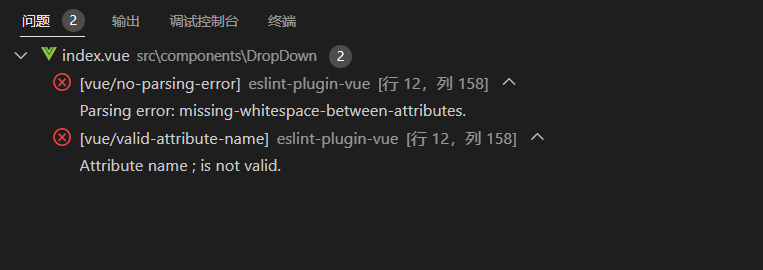 问题 2 输出 调试控制台 终端
index.vue src\components\DropDown 2
[vue/no-parsing-error] eslint-plugin-vue [行 12，列 158]
Parsing error: missing-whitespace-between-attributes.
[vue/valid-attribute-name] eslint-plugin-vue [行 12，列 158]
Attribute name ; is not valid.